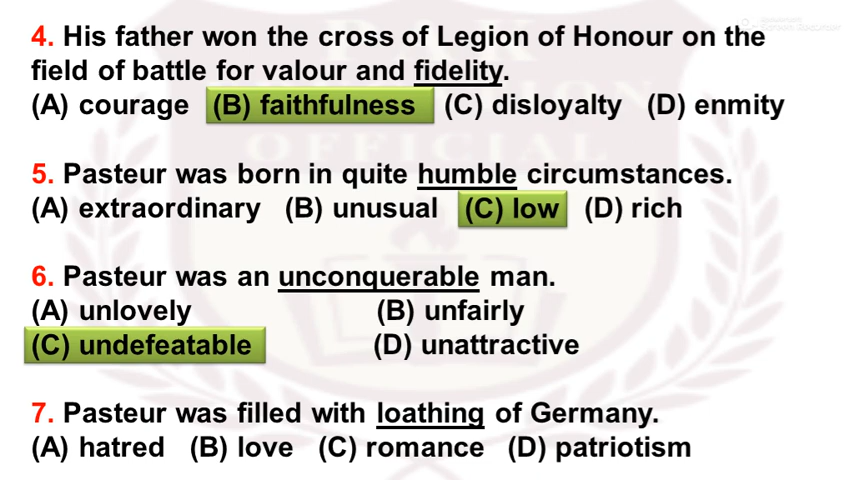 4. His father won the cross of Legion of Honour on the
field of battle for valour and fidelity.
(A) courage (B) faithfulness (C) disloyalty (D) enmity
5. Pasteur was born in quite humble circumstances.
(A) extraordinary (B) unusual (C) low (D) rich
6. Pasteur was an unconquerable man.
(A) unlovely (B) unfairly
(C) undefeatable (D) unattractive
7. Pasteur was filled with loathing of Germany.
(A) hatred (B) love (C) romance (D) patriotism